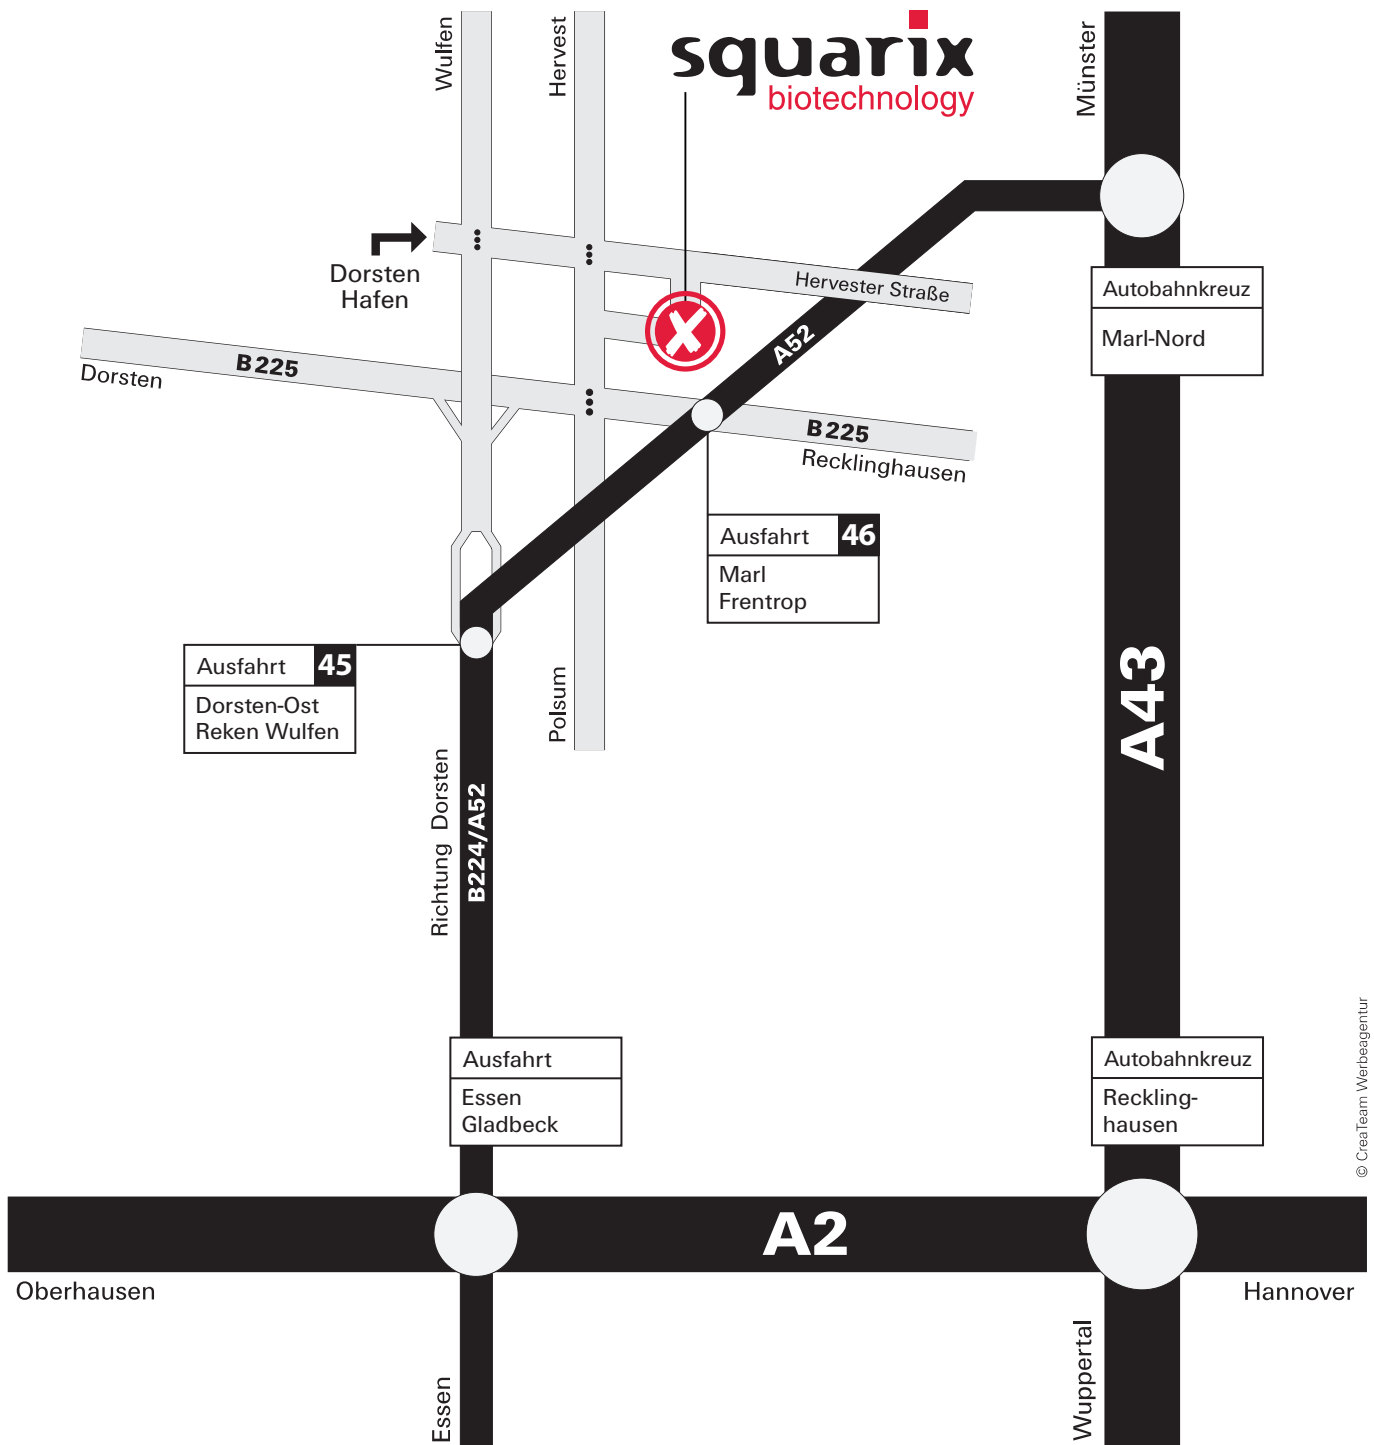 Wulfen
Hervest
squarix
biotechnology
Münster
Dorsten
Hafen
Hervester Straße
Autobahnkreuz
Marl-Nord
A52
B 225
Dorsten
B 225
Recklinghausen
Ausfahrt 46
Marl
Frentrop
Ausfahrt 45
Dorsten-Ost
Reken Wulfen
Polsum
A43
Richtung Dorsten
B224/A52
Ausfahrt
Essen
Gladbeck
Autobahnkreuz
Reckling-
hausen
© CreaTeam Werbeagentur
A2
Oberhausen
Hannover
Essen
Wuppertal